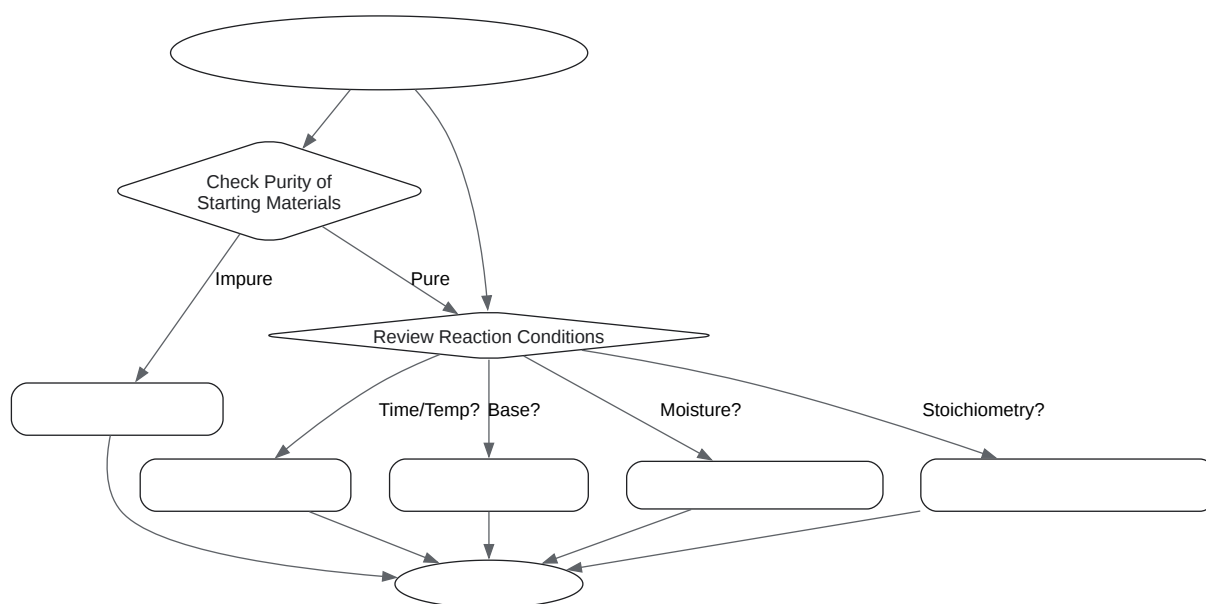 Check Purity of
Starting Materials
Impure
Pure
Review Reaction Conditions
Time/Temp?
Base?
Moisture?
Stoichiometry?